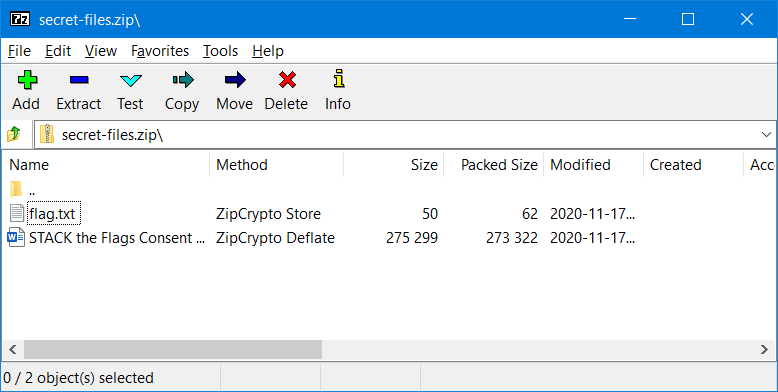 7z secret-files.zip\
File Edit View Favorites Tools Help
Add Extract Test Copy Move Delete Info
secret-files.zip\
Name Method Size Packed Size Modified Created Acc
..
flag.txt ZipCrypto Store 50 62 2020-11-17...
STACK the Flags Consent ... ZipCrypto Deflate 275 299 273 322 2020-11-17...
0 / 2 object(s) selected